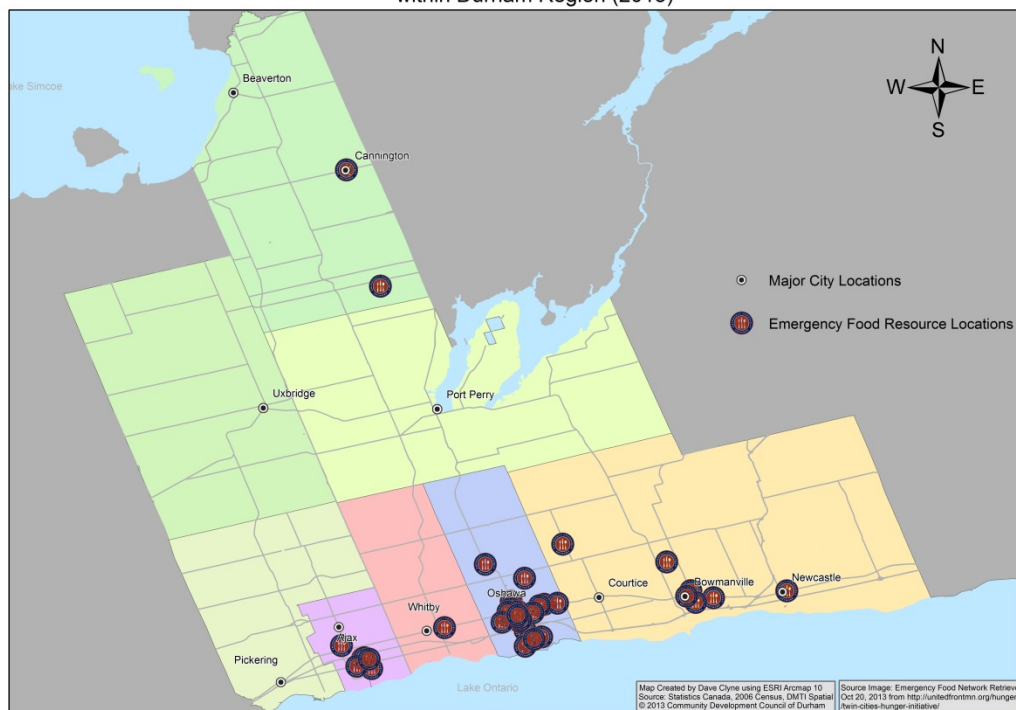 within Durham Region (2013)
N
W E
S
Lake Simcoe
Beaverton
Cannington
Major City Locations
Emergency Food Resource Locations
Uxbridge
Port Perry
Oshawa
Courtice
Bowmanville
Newcastle
Whitby
Ajax
Pickering
Lake Ontario
Map Created by Dave Clyne using ESRI Arcmap 10
Source: Statistics Canada, 2006 Census, DMTI Spatial
© 2013 Community Development Council of Durham
Source Image: Emergency Food Network Retrieve
Oct 20, 2013 from http://unitedfrontmn.org/hunger
/twin-cities-hunger-initiative/